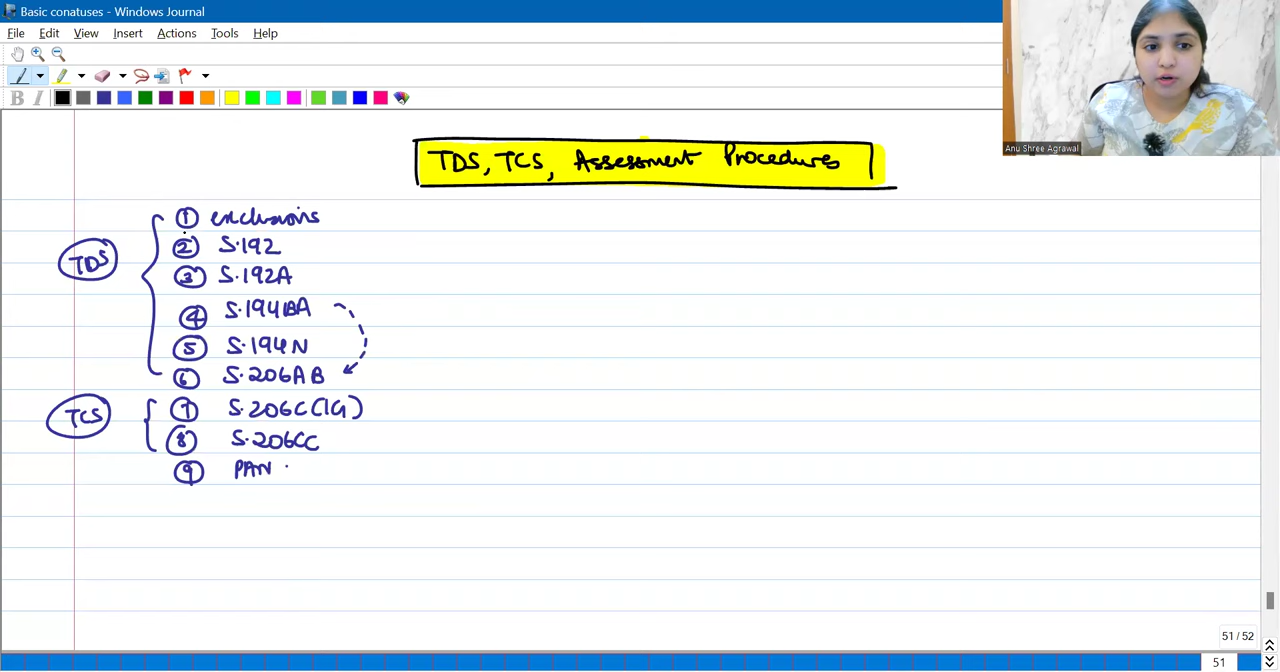 Basic conatuses - Windows Journal
File Edit View Insert Actions Tools Help
B I
Anu Shree Agrawal
TDS, TCS, Assessment Procedures
TDS
1 exclusions
2 S.192
3 S.192A
4 S.194BA
5 S.194N
6 S.206AB
TCS
7 S.206C(1G)
8 S.206CC
9 PAN
51 / 52
51